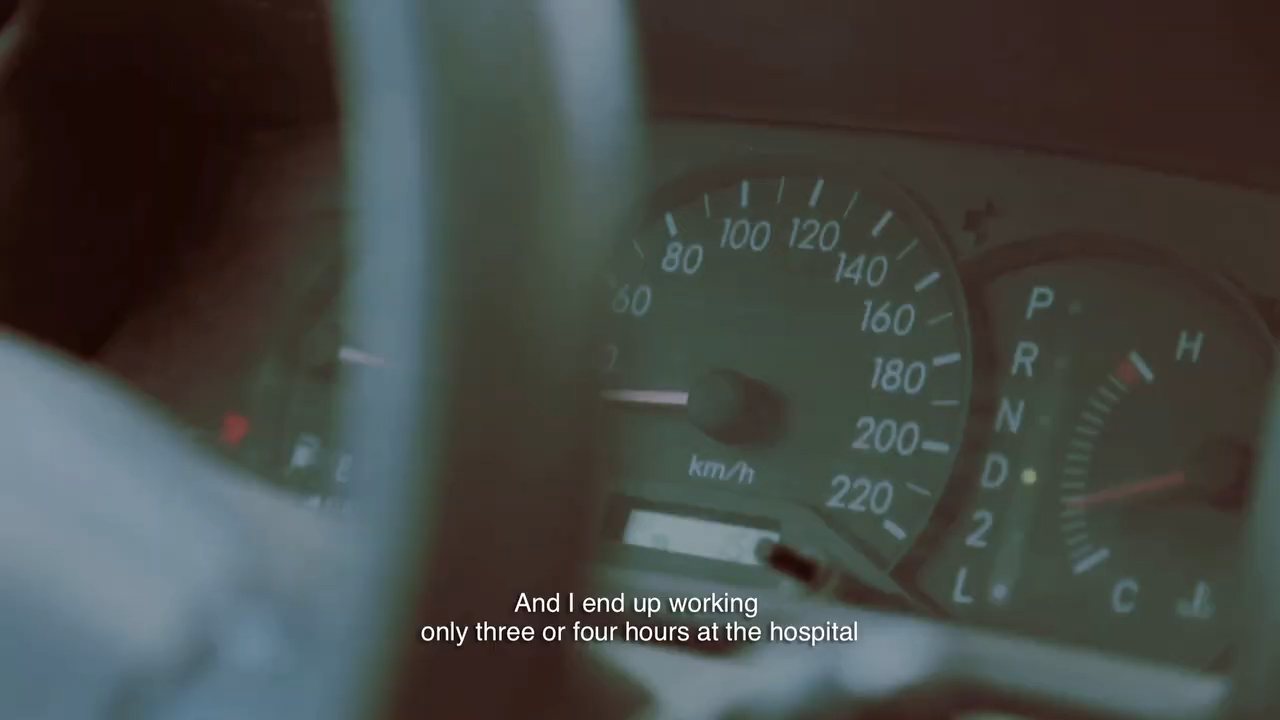 60
80
100
120
140
160
180
200
220
km/h
P
R
N
D
2
L
H
C
And I end up working
only three or four hours at the hospital